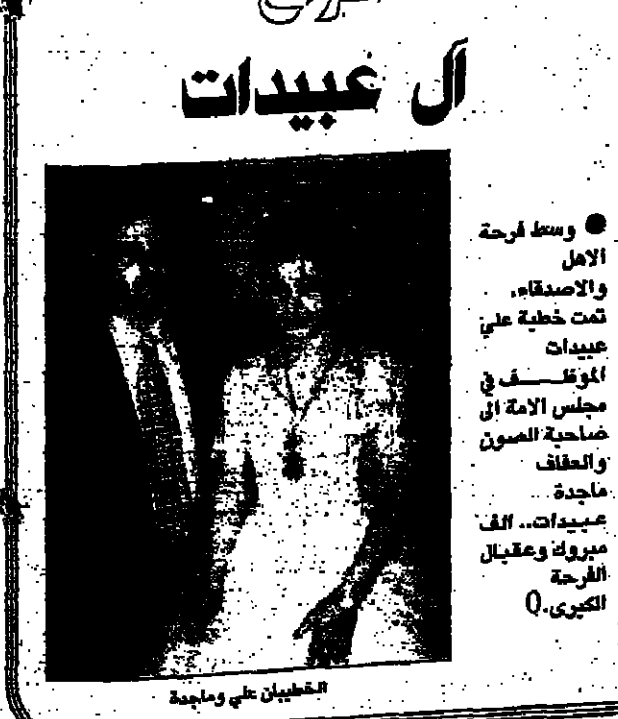 آل عبيدات
● وسط فرحة
الاهل
والاصدقاء،
تمت خطبة علي
عبيدات
الموظـــف في
مجلس الامة الى
صاحبة الصون
والعفاف
ماجدة
عبيدات.. الف
مبروك وعقبال
الفرحة
الكبرى.Q
الخطيبان علي وماجدة